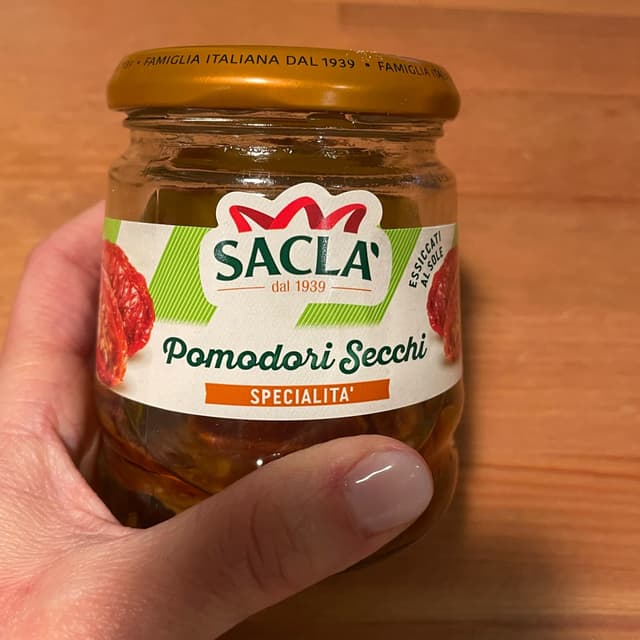 • FAMIGLIA ITALIANA DAL 1939 • FAMIGLIA
SACLA'
dal 1939
ESSICCATI
AL SOLE
Pomodori Secchi
SPECIALITA'